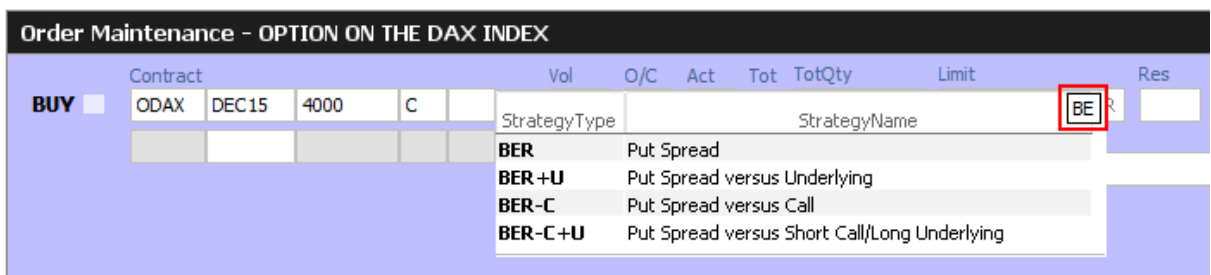 Order Maintenance - OPTION ON THE DAX INDEX
Contract Vol O/C Act Tot TotQty Limit Res
BUY ODAX DEC15 4000 C BE R
StrategyType StrategyName
BER Put Spread
BER+U Put Spread versus Underlying
BER-C Put Spread versus Call
BER-C+U Put Spread versus Short Call/Long Underlying